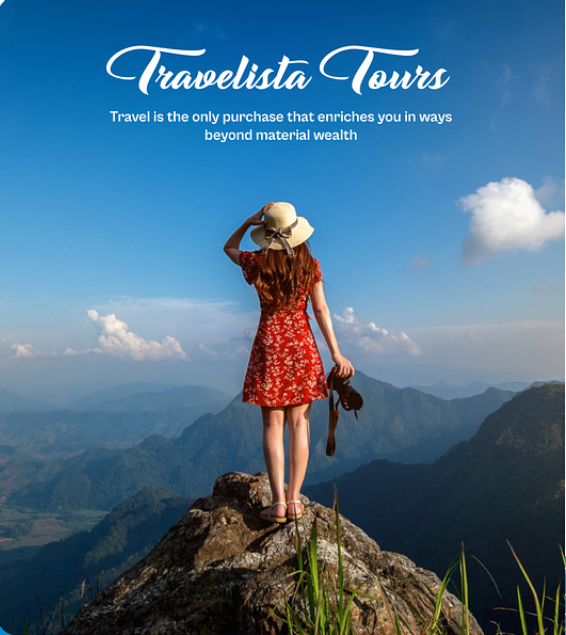 Travelista Tours
Travel is the only purchase that enriches you in ways
beyond material wealth